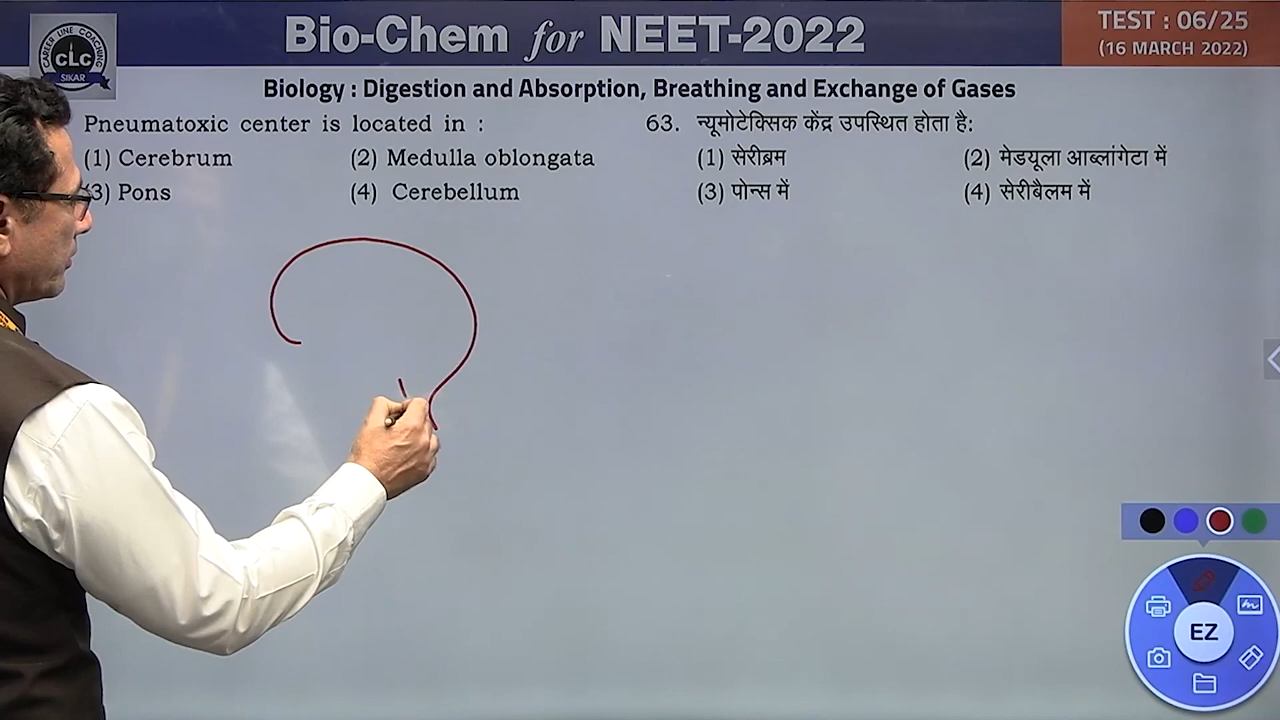 Bio-Chem for NEET-2022
TEST : 06/25
(16 MARCH 2022)
CAREER LINE COACHING
CLC
SIKAR
Biology : Digestion and Absorption, Breathing and Exchange of Gases
Pneumatoxic center is located in :
(1) Cerebrum (2) Medulla oblongata
(3) Pons (4) Cerebellum
63. न्यूमोटेक्सिक केंद्र उपस्थित होता है:
(1) सेरीब्रम (2) मेडयूला आब्लांगेटा में
(3) पोन्स में (4) सेरीबैलम में
EZ